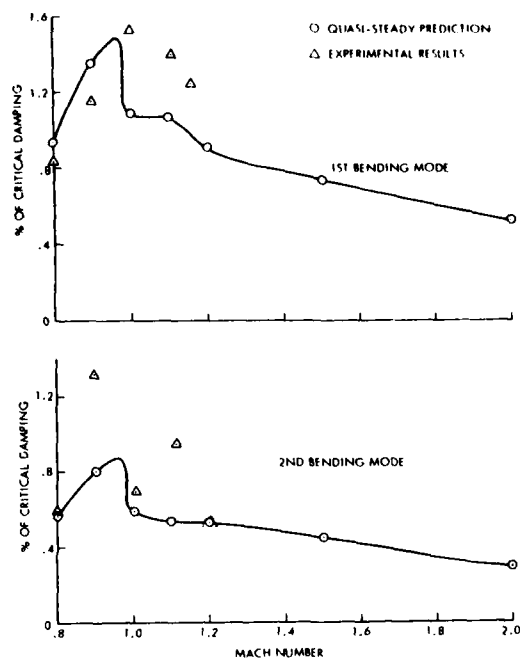 1.6
QUASI-STEADY PREDICTION
EXPERIMENTAL RESULTS
1.2
.8
.4
0
% OF CRITICAL DAMPING
1ST BENDING MODE
1.2
.8
.4
0
% OF CRITICAL DAMPING
2ND BENDING MODE
.8 1.0 1.2 1.4 1.6 1.8 2.0
MACH NUMBER